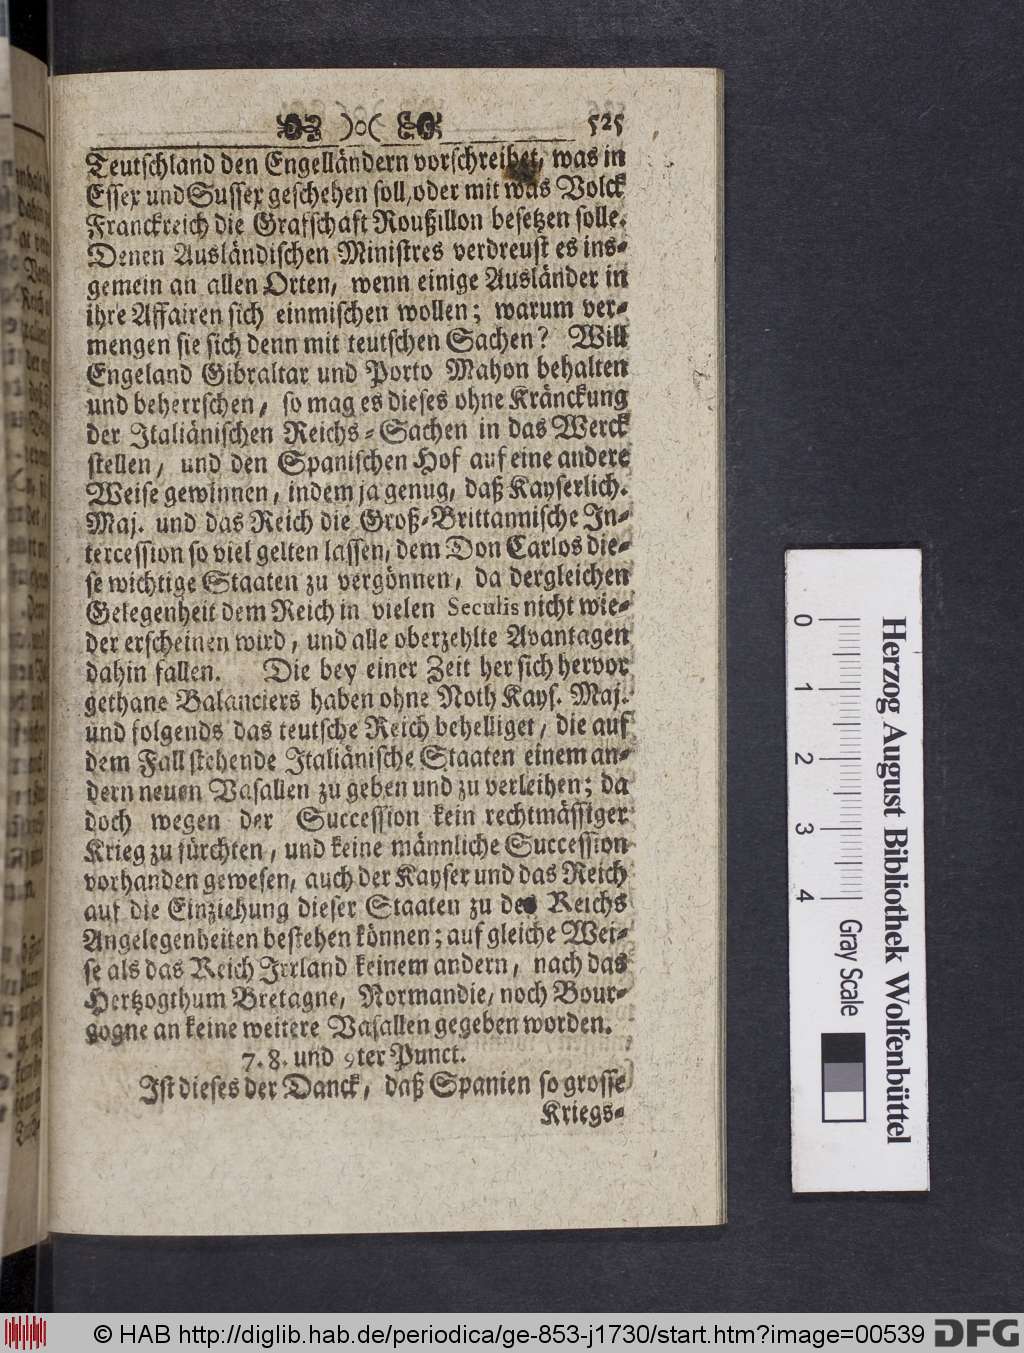 525
Teutschland den Engelländern vorschreibet, was in
Essex und Sussex geschehen soll, oder mit was Volck
Franckreich die Grafschaft Roußillon besetzen solle.
Denen Ausländischen Ministres verdreust es ins-
gemein an allen Orten, wenn einige Ausländer in
ihre Affairen sich einmischen wollen; warum ver-
mengen sie sich denn mit teutschen Sachen? Will
Engeland Gibraltar und Porto Mahon behalten
und beherrschen, so mag es dieses ohne Kränckung
der Italiänischen Reichs-Sachen in das Werck
stellen, und den Spanischen Hof auf eine andere
Weise gewinnen, indem ja genug, daß Kayserlich.
Maj. und das Reich die Groß-Brittannische In-
tercession so viel gelten lassen, dem Don Carlos die-
se wichtige Staaten zu vergönnen, da dergleichen
Gelegenheit dem Reich in vielen Seculis nicht wie-
der erscheinen wird, und alle oberzehlte Avantagen
dahin fallen. Die bey einer Zeit her sich hervor
gethane Balanciers haben ohne Noth Kays. Maj.
und folgends das teutsche Reich behelliget, die auf
dem Fall stehende Italiänische Staaten einem an-
dern neuen Vasallen zu geben und zu verleihen; da
doch wegen der Succession kein rechtmässiger
Krieg zu fürchten, und keine männliche Succession
vorhanden gewesen, auch der Kayser und das Reich
auf die Einziehung dieser Staaten zu des Reichs
Angelegenheiten bestehen können; auf gleiche Wei-
se als das Reich Irrland keinem andern, nach das
Hertzogthum Bretagne, Normandie, noch Bour-
gogne an keine weitere Vasallen gegeben worden.
7. 8. und 9ter Punct.
Ist dieses der Danck, daß Spanien so grosse
Kriegs-
0 1 2 3 4
Gray Scale
Herzog August Bibliothek Wolfenbüttel
© HAB http://diglib.hab.de/periodica/ge-853-j1730/start.htm?image=00539
DFG